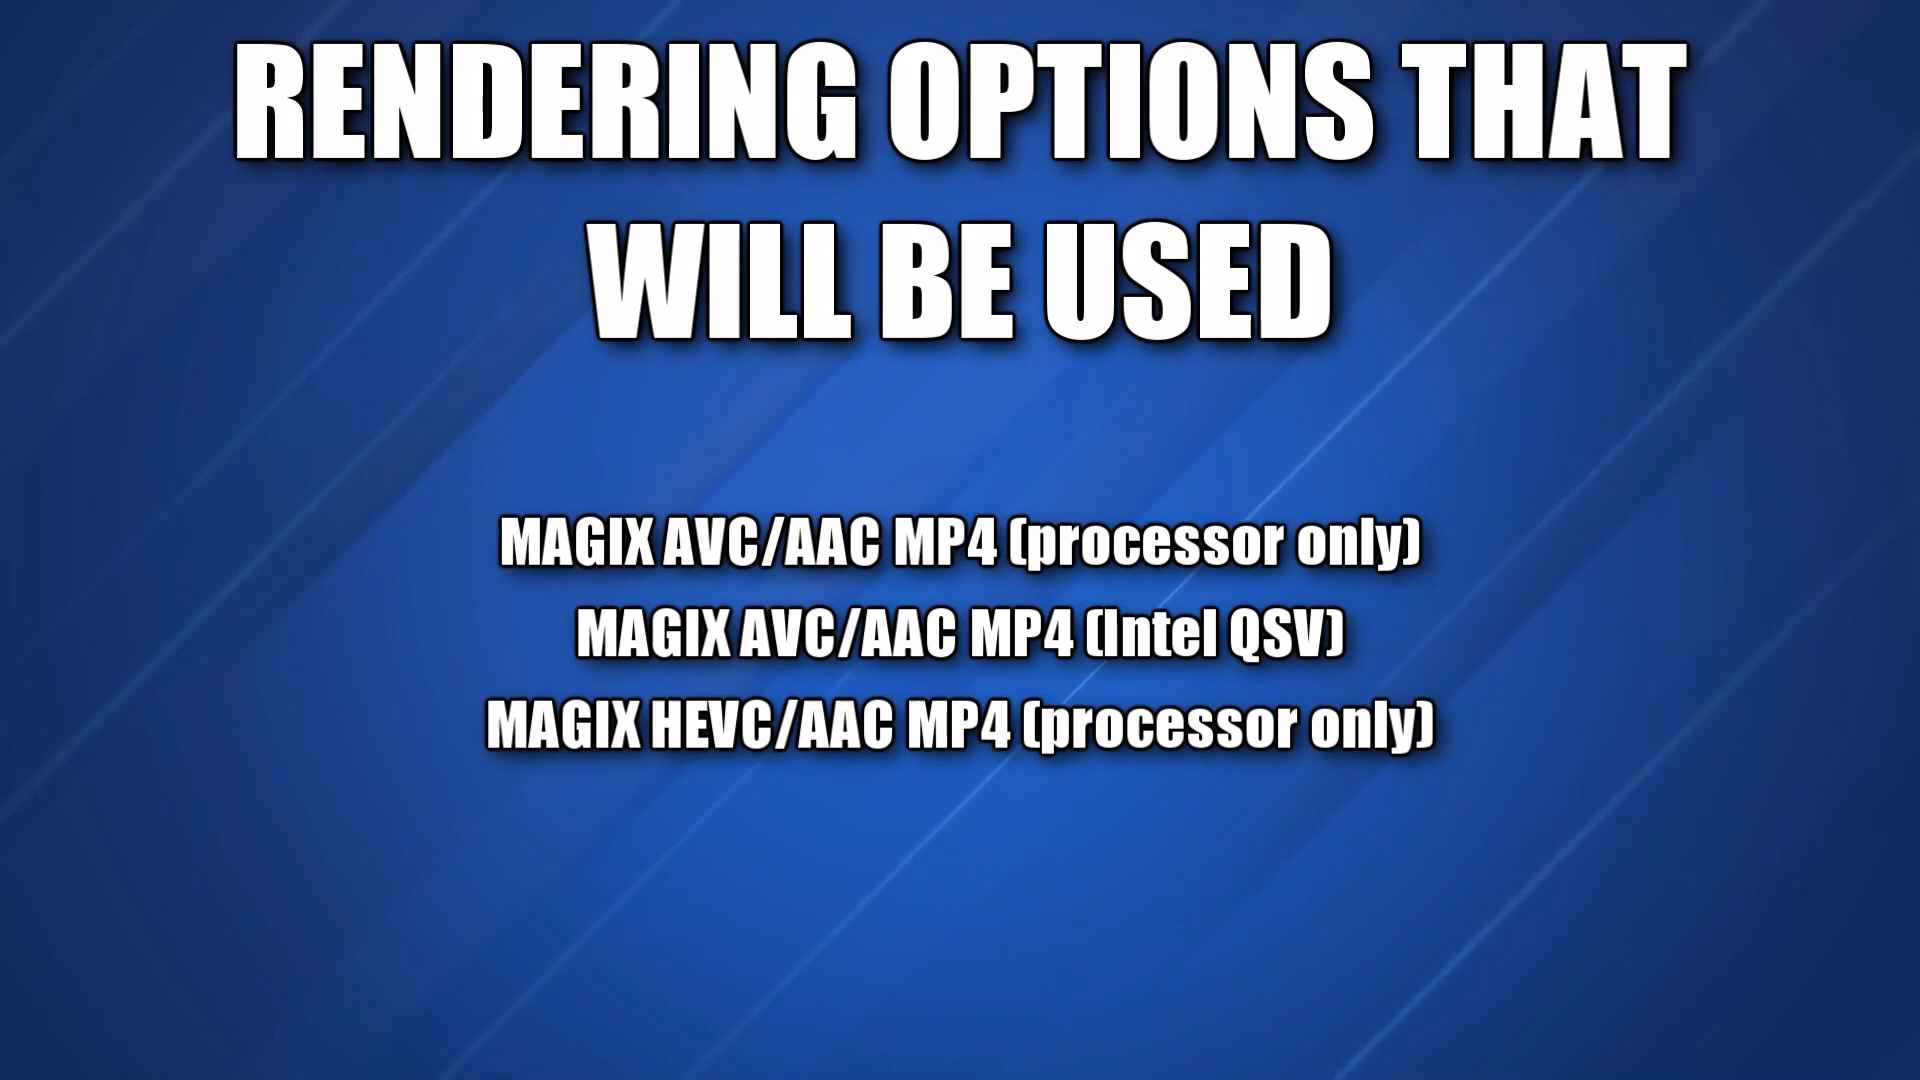 RENDERING OPTIONS THAT
WILL BE USED
MAGIX AVC/AAC MP4 (processor only)
MAGIX AVC/AAC MP4 (Intel QSV)
MAGIX HEVC/AAC MP4 (processor only)